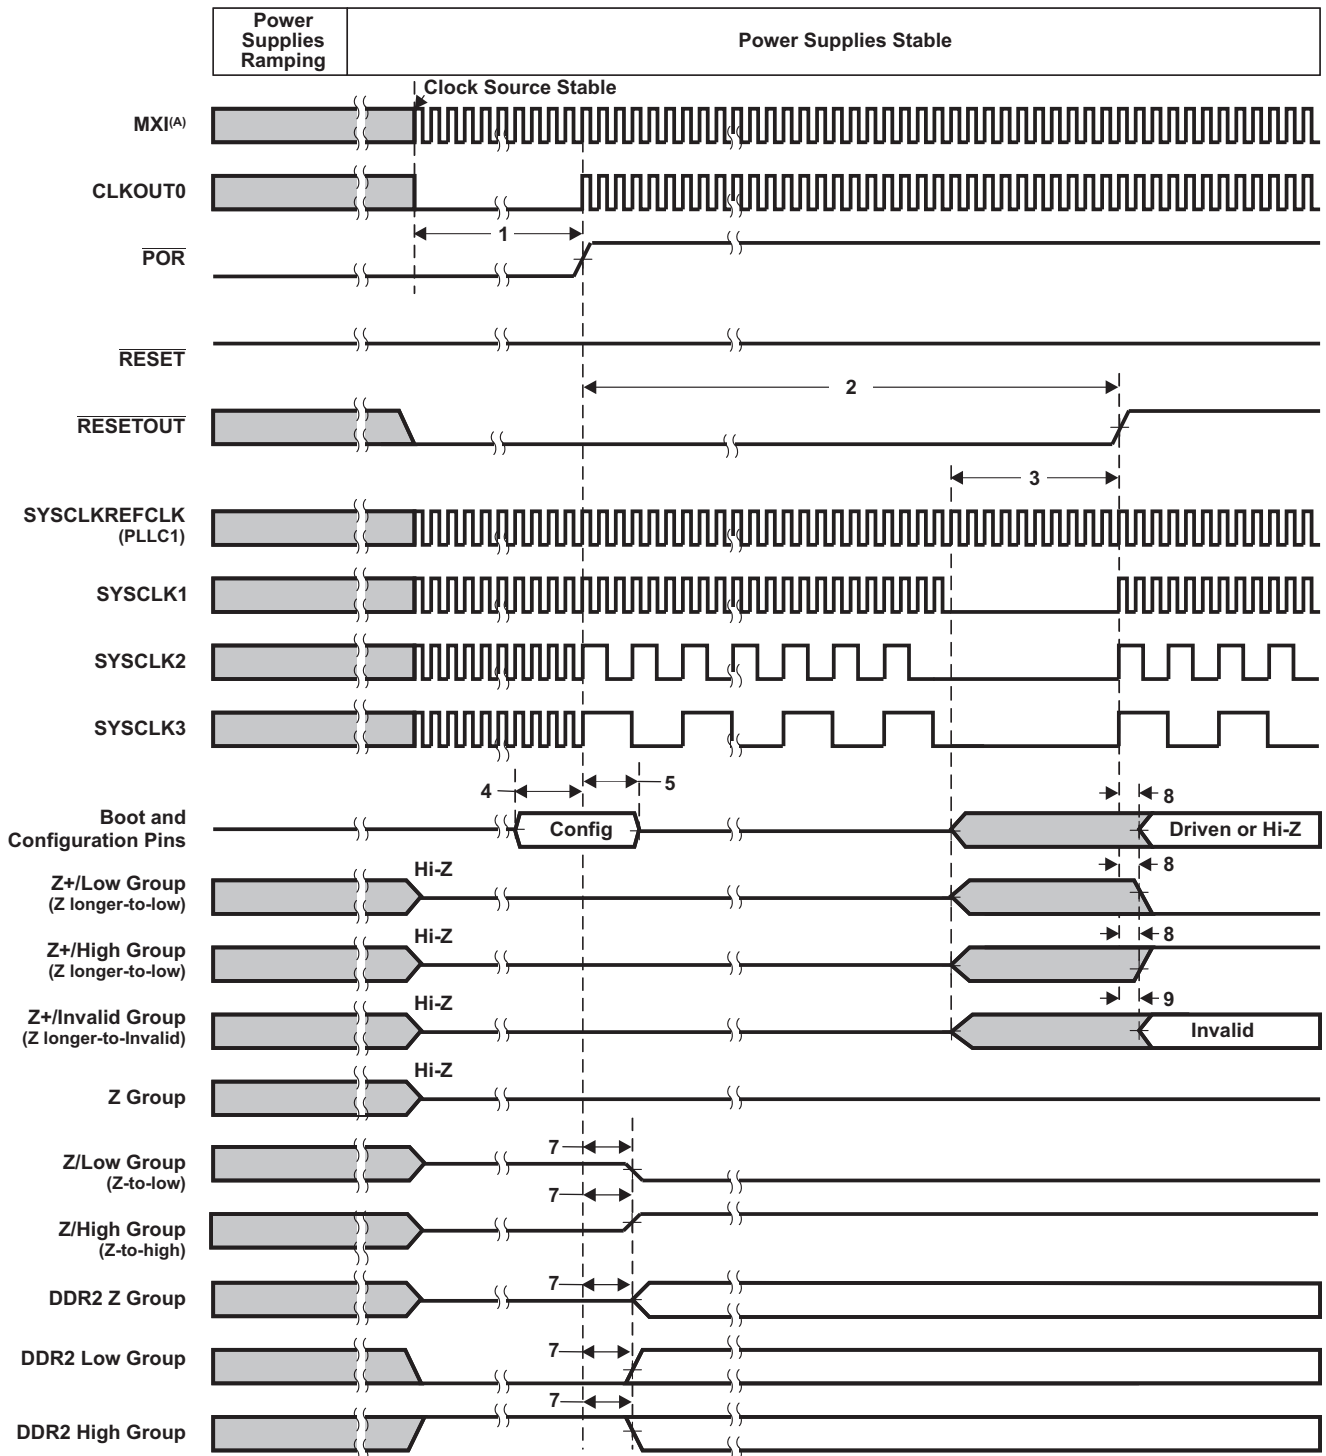 Power
Supplies
Ramping
Power Supplies Stable
Clock Source Stable
MXI(A)
CLKOUT0
1
POR
RESET
2
RESETOUT
3
SYSCLKREFCLK
(PLLC1)
SYSCLK1
SYSCLK2
SYSCLK3
4
5
8
Boot and
Configuration Pins
Config
Driven or Hi-Z
8
Hi-Z
Z+/Low Group
(Z longer-to-low)
8
Hi-Z
Z+/High Group
(Z longer-to-low)
9
Hi-Z
Z+/Invalid Group
(Z longer-to-Invalid)
Invalid
Hi-Z
Z Group
7
Z/Low Group
(Z-to-low)
7
Z/High Group
(Z-to-high)
7
DDR2 Z Group
7
DDR2 Low Group
7
DDR2 High Group